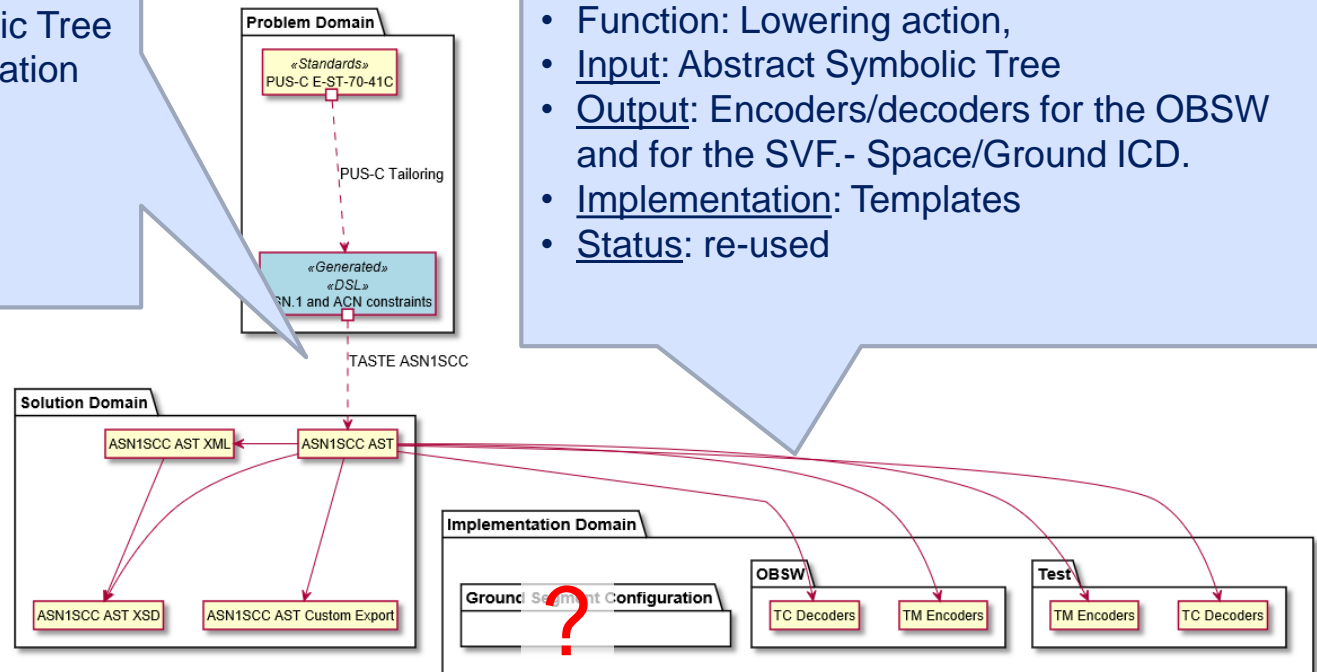 ic Tree
ation
• Function: Lowering action,
• Input: Abstract Symbolic Tree
• Output: Encoders/decoders for the OBSW
and for the SVF.- Space/Ground ICD.
• Implementation: Templates
• Status: re-used
Problem Domain
«Standards»
PUS-C E-ST-70-41C
PUS-C Tailoring
«Generated»
«DSL»
SN.1 and ACN constraints
TASTE ASN1SCC
Solution Domain
ASN1SCC AST XML
ASN1SCC AST
ASN1SCC AST XSD
ASN1SCC AST Custom Export
Implementation Domain
Ground Segment Configuration
?
OBSW
TC Decoders
TM Encoders
Test
TM Encoders
TC Decoders